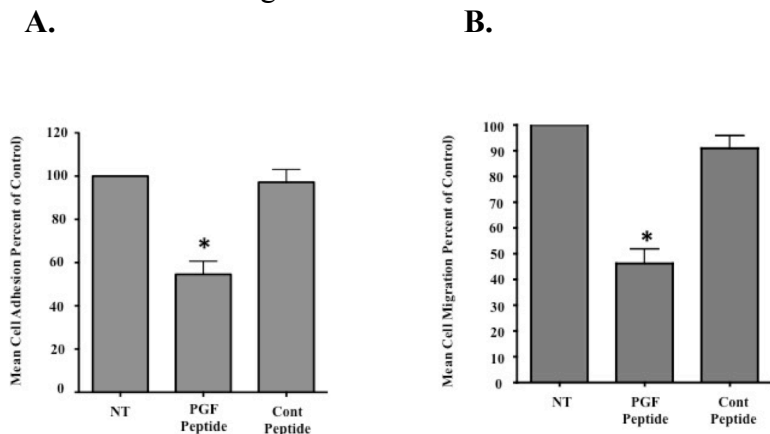 A.
B.
Mean Cell Adhesion Percent of Control)
120
100
80
60
40
20
0
*
NT
PGF
Peptide
Cont
Peptide
Mean Cell Migration Percent of Control)
100
90
80
70
60
50
40
30
20
10
0
*
NT
PGF
Peptide
Cont
Peptide